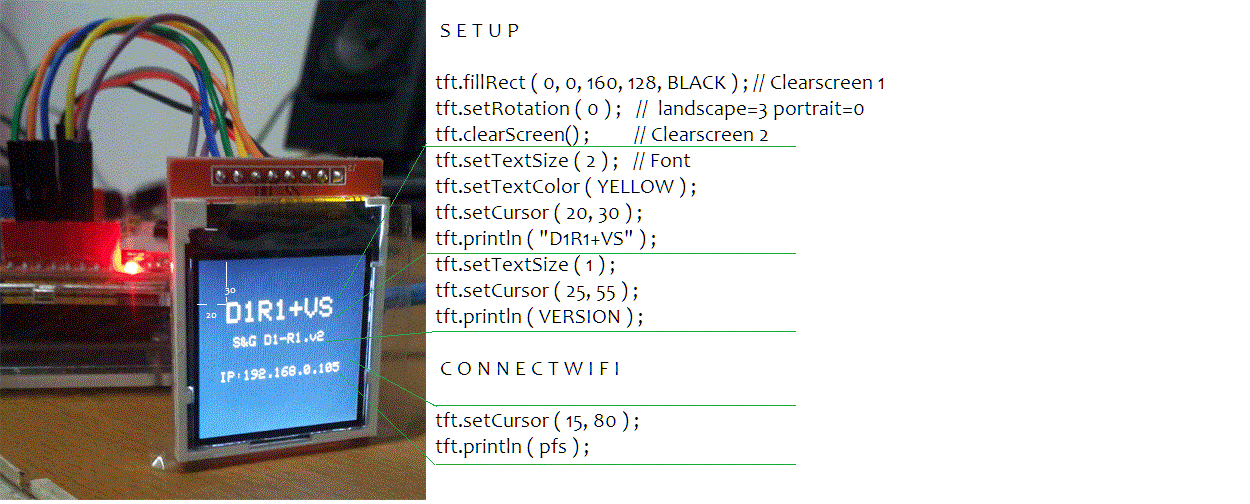 S E T U P
tft.fillRect ( 0, 0, 160, 128, BLACK ) ; // Clearscreen 1
tft.setRotation ( 0 ) ; // landscape=3 portrait=0
tft.clearScreen() ; // Clearscreen 2
tft.setTextSize ( 2 ) ; // Font
tft.setTextColor ( YELLOW ) ;
tft.setCursor ( 20, 30 ) ;
tft.println ( "D1R1+VS" ) ;
tft.setTextSize ( 1 ) ;
tft.setCursor ( 25, 55 ) ;
tft.println ( VERSION ) ;
C O N N E C T W I F I
tft.setCursor ( 15, 80 ) ;
tft.println ( pfs ) ;
30
20
D1R1+VS
S&G D1-R1.v2
IP:192.168.0.105